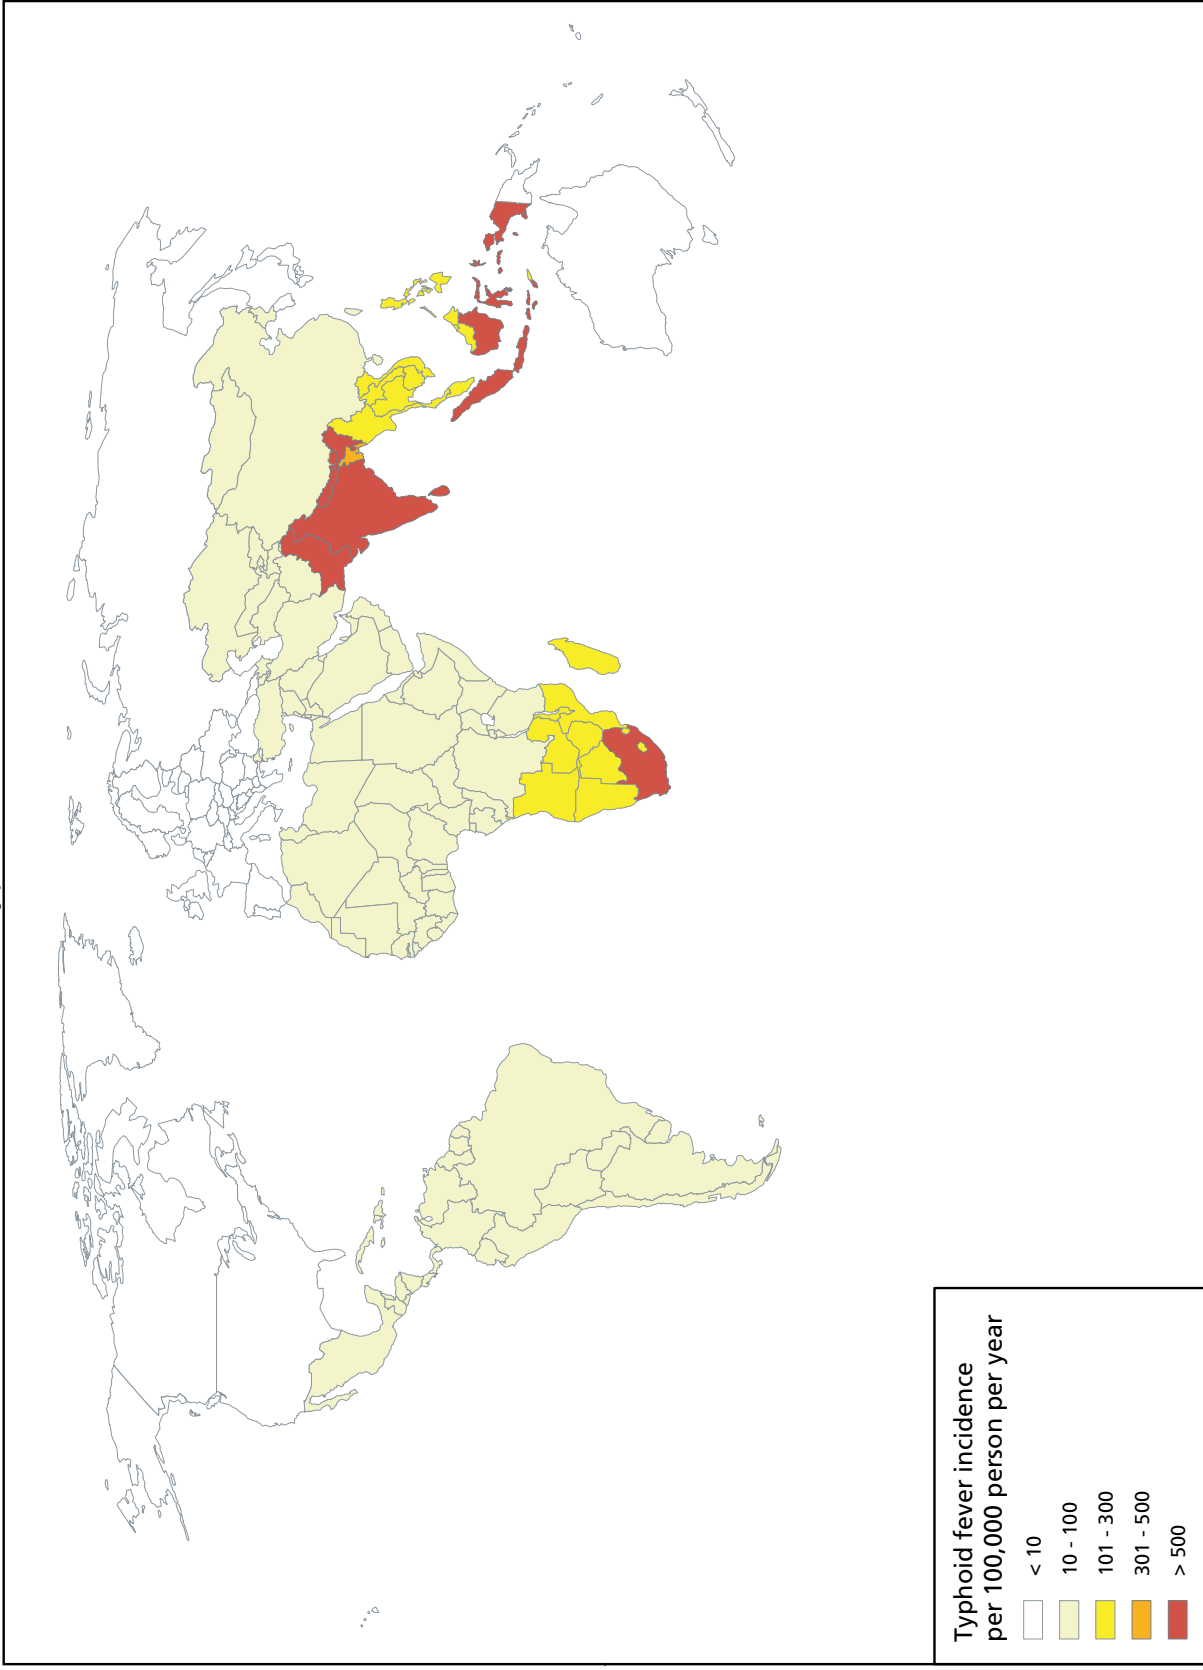 Typhoid fever incidence
per 100,000 person per year
< 10
10 - 100
101 - 300
301 - 500
> 500